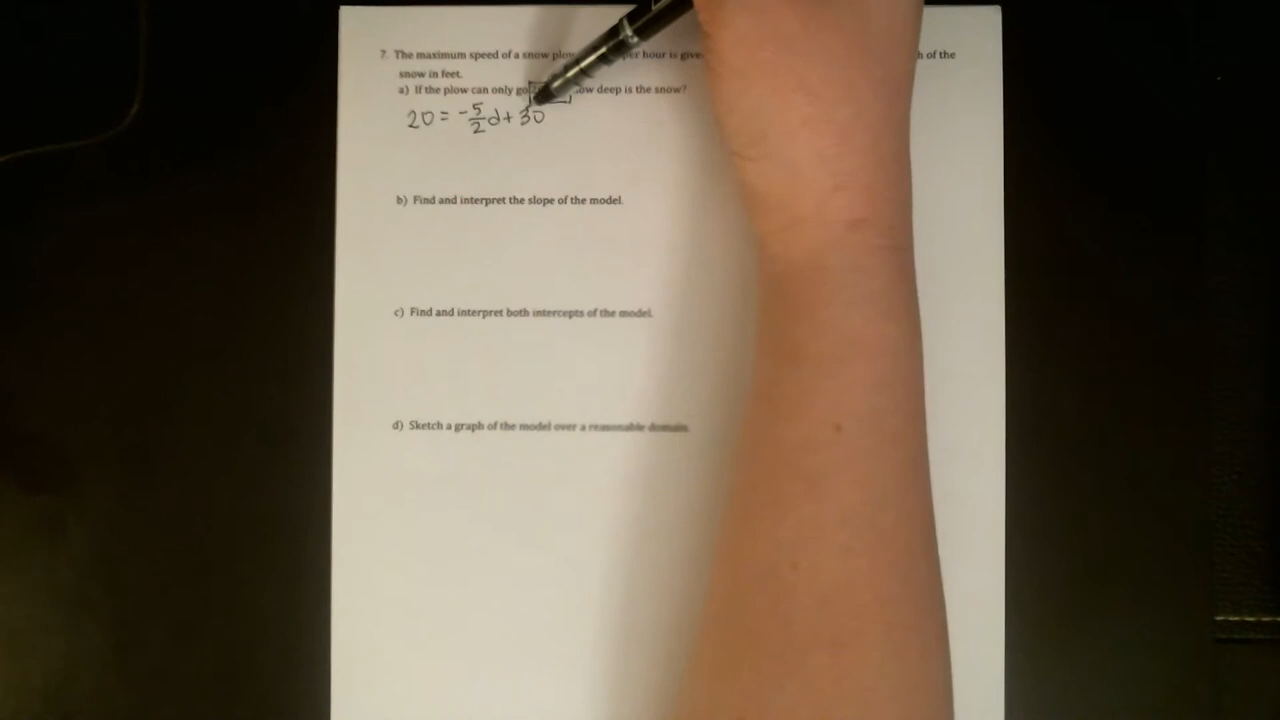 7. The maximum speed of a snow plow per hour is give of the
snow in feet.
a) If the plow can only go how deep is the snow?
20 = -5/2 d + 30
b) Find and interpret the slope of the model.
c) Find and interpret both intercepts of the model.
d) Sketch a graph of the model over a reasonable domain.